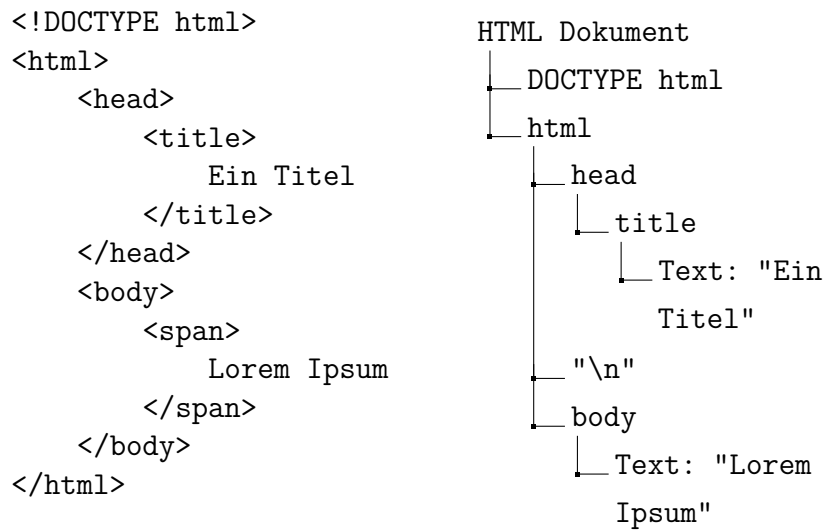 <!DOCTYPE html>
<html>
    <head>
        <title>
            Ein Titel
        </title>
    </head>
    <body>
        <span>
            Lorem Ipsum
        </span>
    </body>
</html>
HTML Dokument
DOCTYPE html
html
head
title
Text: "Ein
Titel"
"\n"
body
Text: "Lorem
Ipsum"